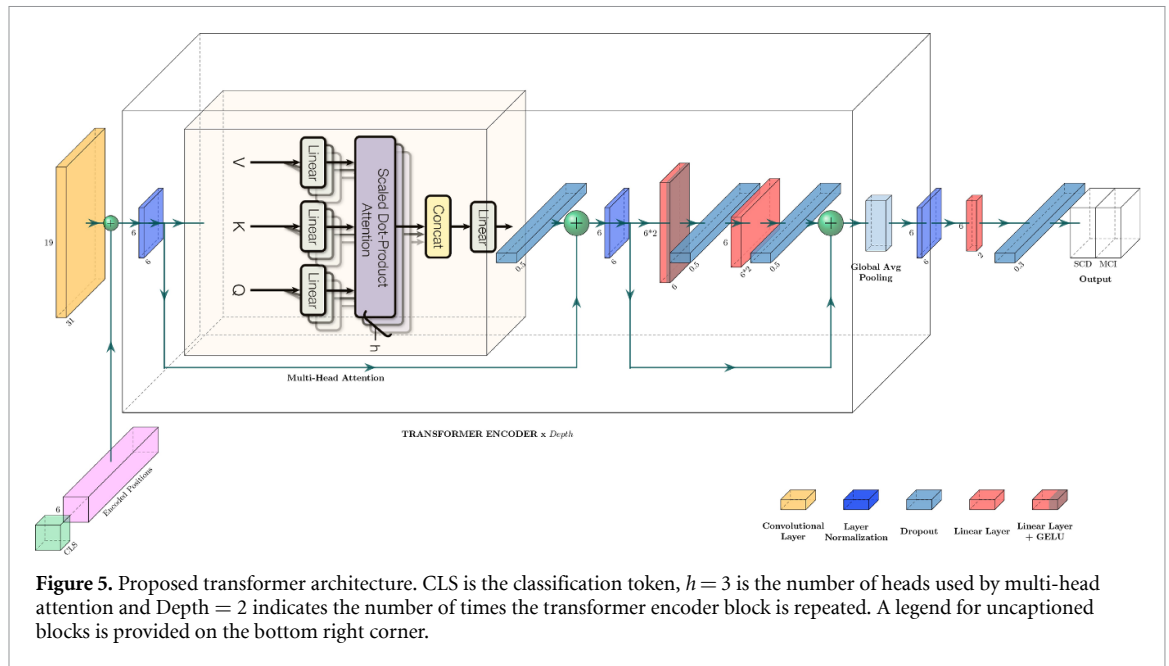 19
31
6
6
V
K
Q
Linear
Linear
Linear
Scaled Dot-Product
Attention
h
Concat
Linear
0.5
6
6
6*2
6
0.5
6
6*2
0.5
Global Avg
Pooling
6
6
6
2
0.3
SCD MCI
Output
Multi-Head Attention
TRANSFORMER ENCODER x Depth
6
Encoded Positions
CLS
Convolutional
Layer
Layer
Normalization
Dropout
Linear Layer
Linear Layer
+ GELU
Figure 5. Proposed transformer architecture. CLS is the classification token, h = 3 is the number of heads used by multi-head
attention and Depth = 2 indicates the number of times the transformer encoder block is repeated. A legend for uncaptioned
blocks is provided on the bottom right corner.